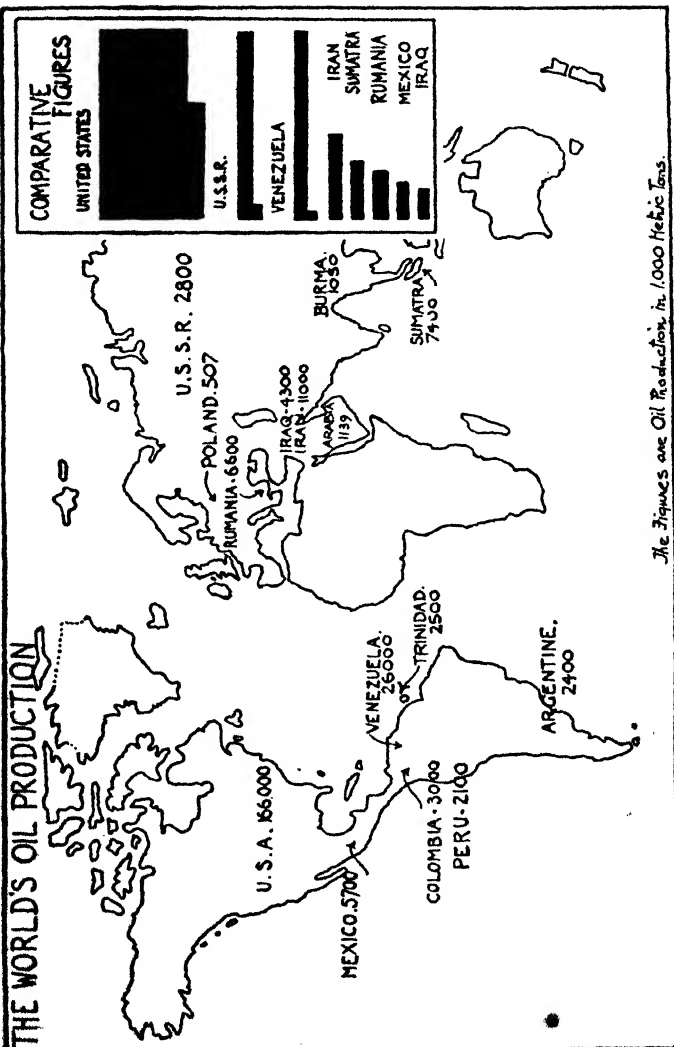 THE WORLD'S OIL PRODUCTION
COMPARATIVE
FIGURES
UNITED STATES
U.S.S.R.
VENEZUELA
IRAN
SUMATRA
RUMANIA
MEXICO
IRAQ
U.S.S.R. 2800
POLAND.507
RUMANIA.6600
IRAQ.4300
IRAN.11000
ARABIA
1139
BURMA.
1050
SUMATRA
7400
U.S.A. 166,000
MEXICO.5700
VENEZUELA.
26000
TRINIDAD.
2500
COLOMBIA.3000
PERU.2100
ARGENTINE.
2400
The Figures are Oil Production in 1.000 Metric Tons.